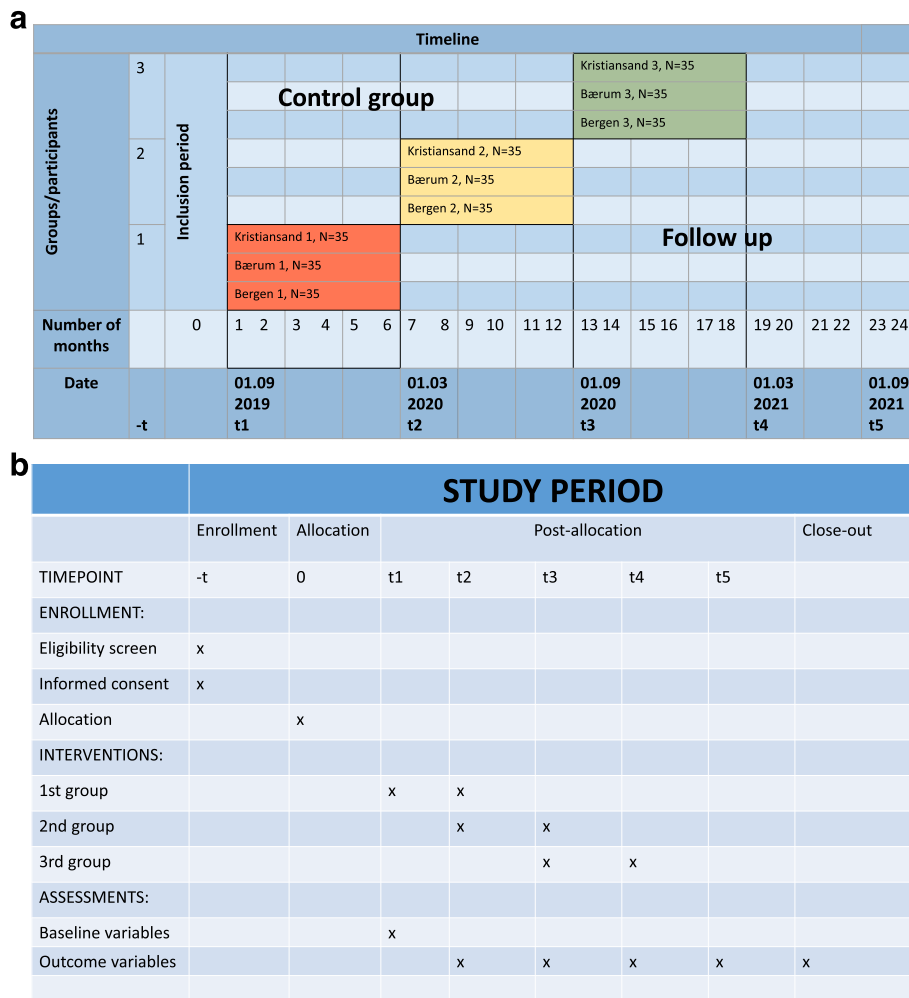 a
Timeline
Groups/participants
3
Inclusion period
Control group
Kristiansand 3, N=35
Bærum 3, N=35
Bergen 3, N=35
2
Kristiansand 2, N=35
Bærum 2, N=35
Bergen 2, N=35
1
Kristiansand 1, N=35
Bærum 1, N=35
Bergen 1, N=35
Follow up
Number of months 0 1 2 3 4 5 6 7 8 9 10 11 12 13 14 15 16 17 18 19 20 21 22 23 24
Date 01.09 01.03 01.09 01.03 01.09
2019 2020 2020 2021 2021
-t t1 t2 t3 t4 t5
b
STUDY PERIOD
Enrollment Allocation Post-allocation Close-out
TIMEPOINT -t 0 t1 t2 t3 t4 t5
ENROLLMENT:
Eligibility screen x
Informed consent x
Allocation x
INTERVENTIONS:
1st group x x
2nd group x x
3rd group x x
ASSESSMENTS:
Baseline variables x
Outcome variables x x x x x